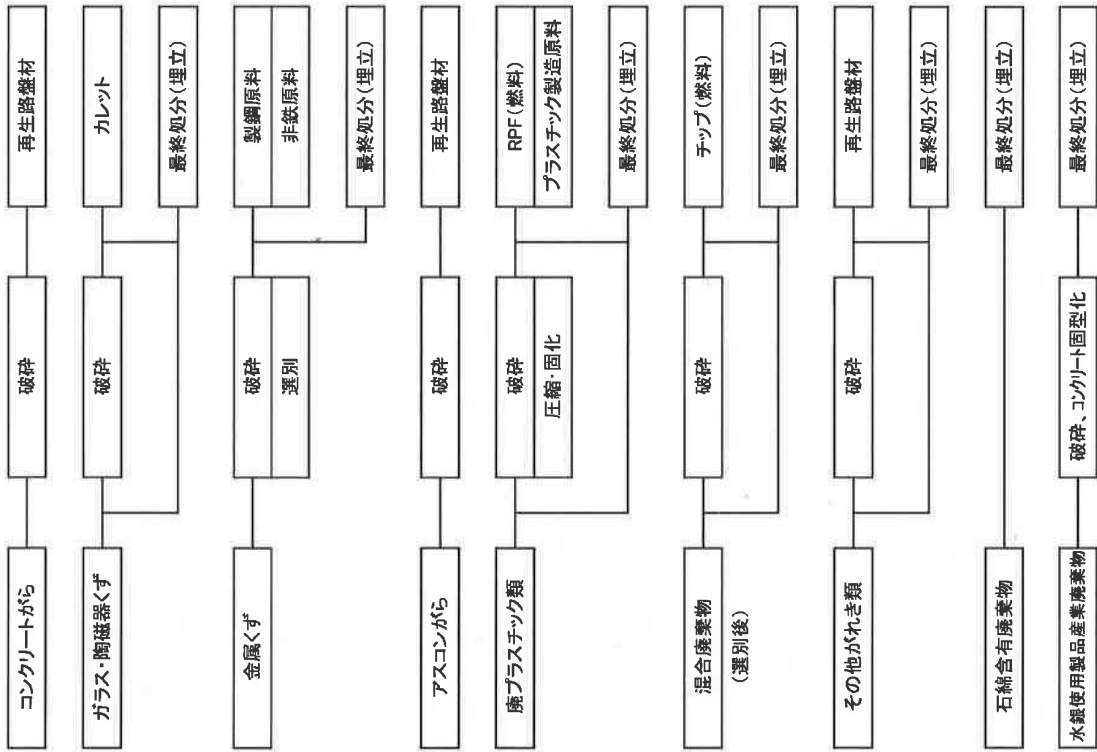 コンクリートがら
破砕
再生路盤材
ガラス・陶磁器くず
破砕
カレット
最終処分(埋立)
金属くず
破砕
選別
製鋼原料
非鉄原料
最終処分(埋立)
アスコンがら
破砕
再生路盤材
廃プラスチック類
破砕
圧縮・固化
RPF(燃料)
プラスチック製造原料
最終処分(埋立)
混合廃棄物
(選別後)
破砕
チップ(燃料)
最終処分(埋立)
その他がれき類
破砕
再生路盤材
最終処分(埋立)
石綿含有廃棄物
最終処分(埋立)
水銀使用製品産業廃棄物
破砕、コンクリート固型化
最終処分(埋立)